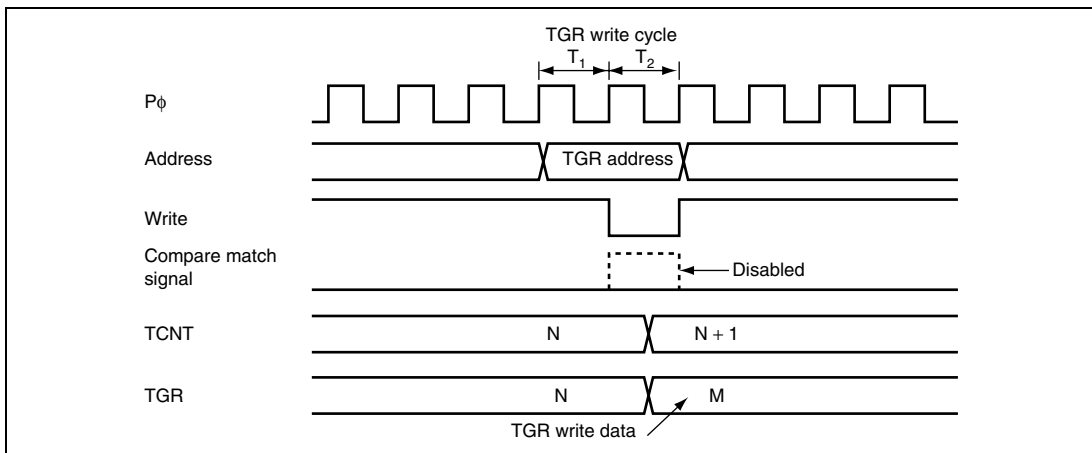 TGR write cycle
T1 T2
Pφ
Address
TGR address
Write
Compare match
signal
Disabled
TCNT
N
N + 1
TGR
N
M
TGR write data